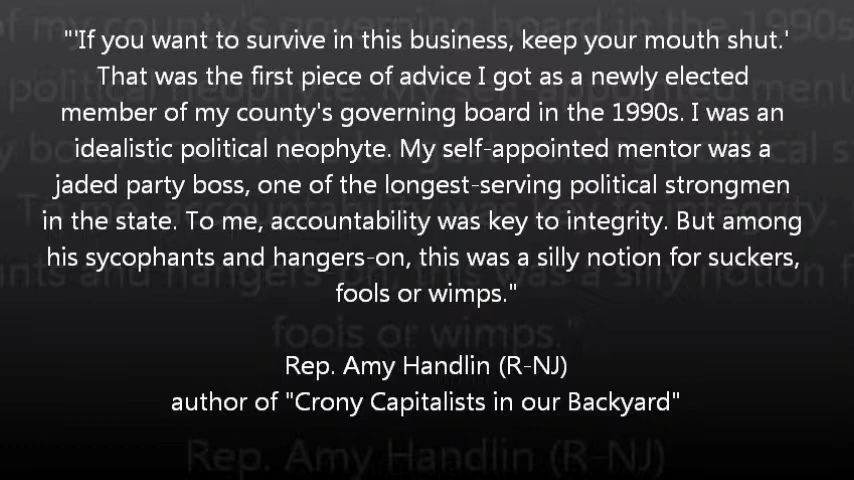 "'If you want to survive in this business, keep your mouth shut.'
That was the first piece of advice I got as a newly elected
member of my county's governing board in the 1990s. I was an
idealistic political neophyte. My self-appointed mentor was a
jaded party boss, one of the longest-serving political strongmen
in the state. To me, accountability was key to integrity. But among
his sycophants and hangers-on, this was a silly notion for suckers,
fools or wimps."
Rep. Amy Handlin (R-NJ)
author of "Crony Capitalists in our Backyard"